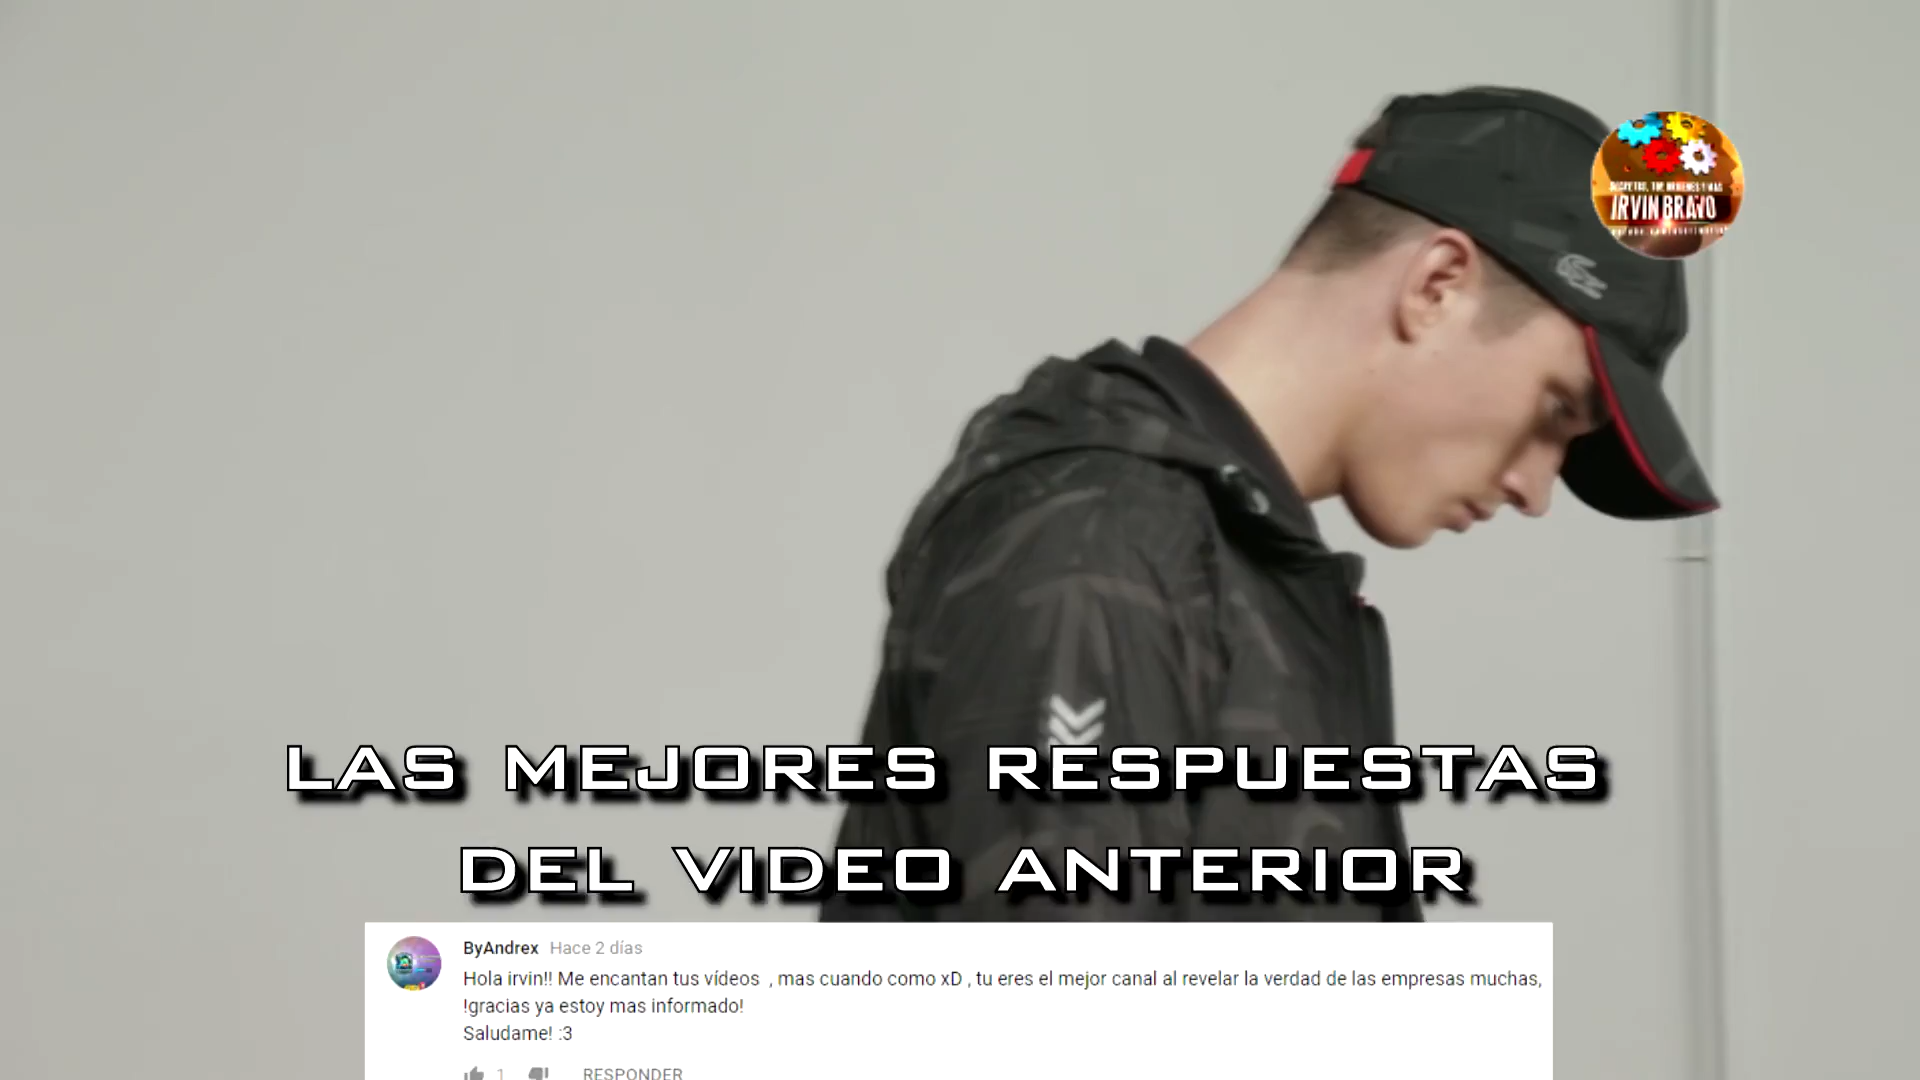 IRVIN BRAVO
LAS MEJORES RESPUESTAS
DEL VIDEO ANTERIOR
ByAndrex Hace 2 días
Hola irvin!! Me encantan tus vídeos , mas cuando como xD , tu eres el mejor canal al revelar la verdad de las empresas muchas,
!gracias ya estoy mas informado!
Saludame! :3
1 RESPONDER